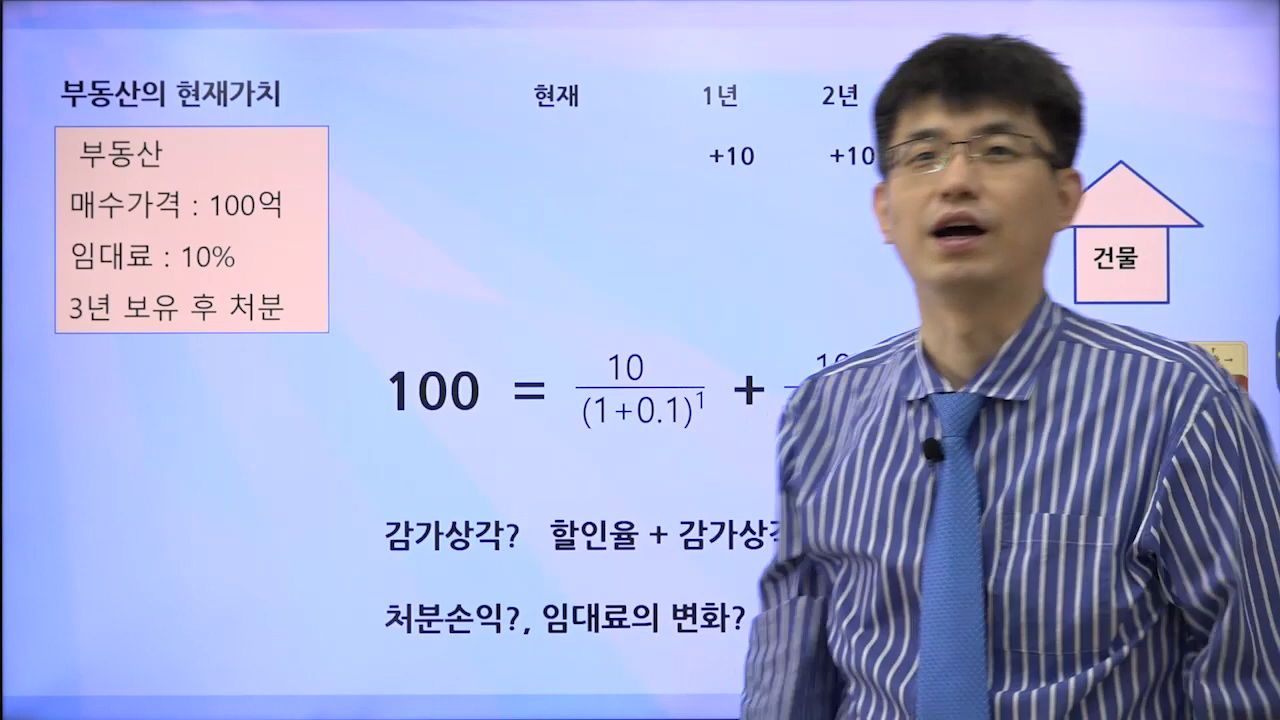 부동산의 현재가치
현재 1년 2년
+10 +10
부동산
매수가격 : 100억
임대료 : 10%
3년 보유 후 처분
건물
100 = 10 / (1+0.1)¹ +
감가상각? 할인율 +
처분손익?, 임대료의 변화?